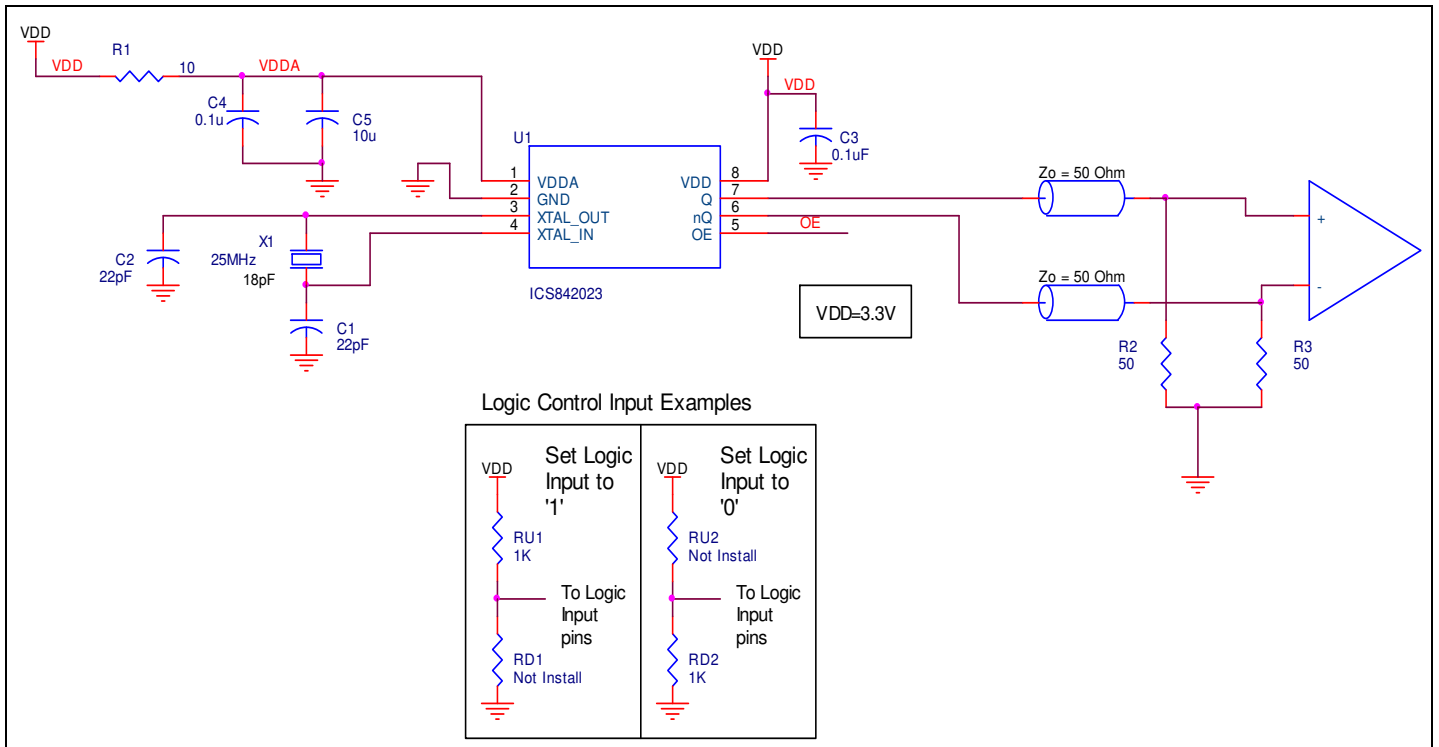 VDD
VDD
R1
10
VDDA
C4
0.1u
C5
10u
VDD
VDD
C3
0.1uF
U1
1
VDDA
2
GND
3
XTAL_OUT
4
XTAL_IN
VDD
8
Q
7
nQ
6
OE
5
OE
ICS842023
C2
22pF
X1
25MHz
18pF
C1
22pF
VDD=3.3V
Zo = 50 Ohm
Zo = 50 Ohm
+
-
R2
50
R3
50
Logic Control Input Examples
Set Logic
Input to
'1'
VDD
RU1
1K
To Logic
Input
pins
RD1
Not Install
Set Logic
Input to
'0'
VDD
RU2
Not Install
To Logic
Input
pins
RD2
1K